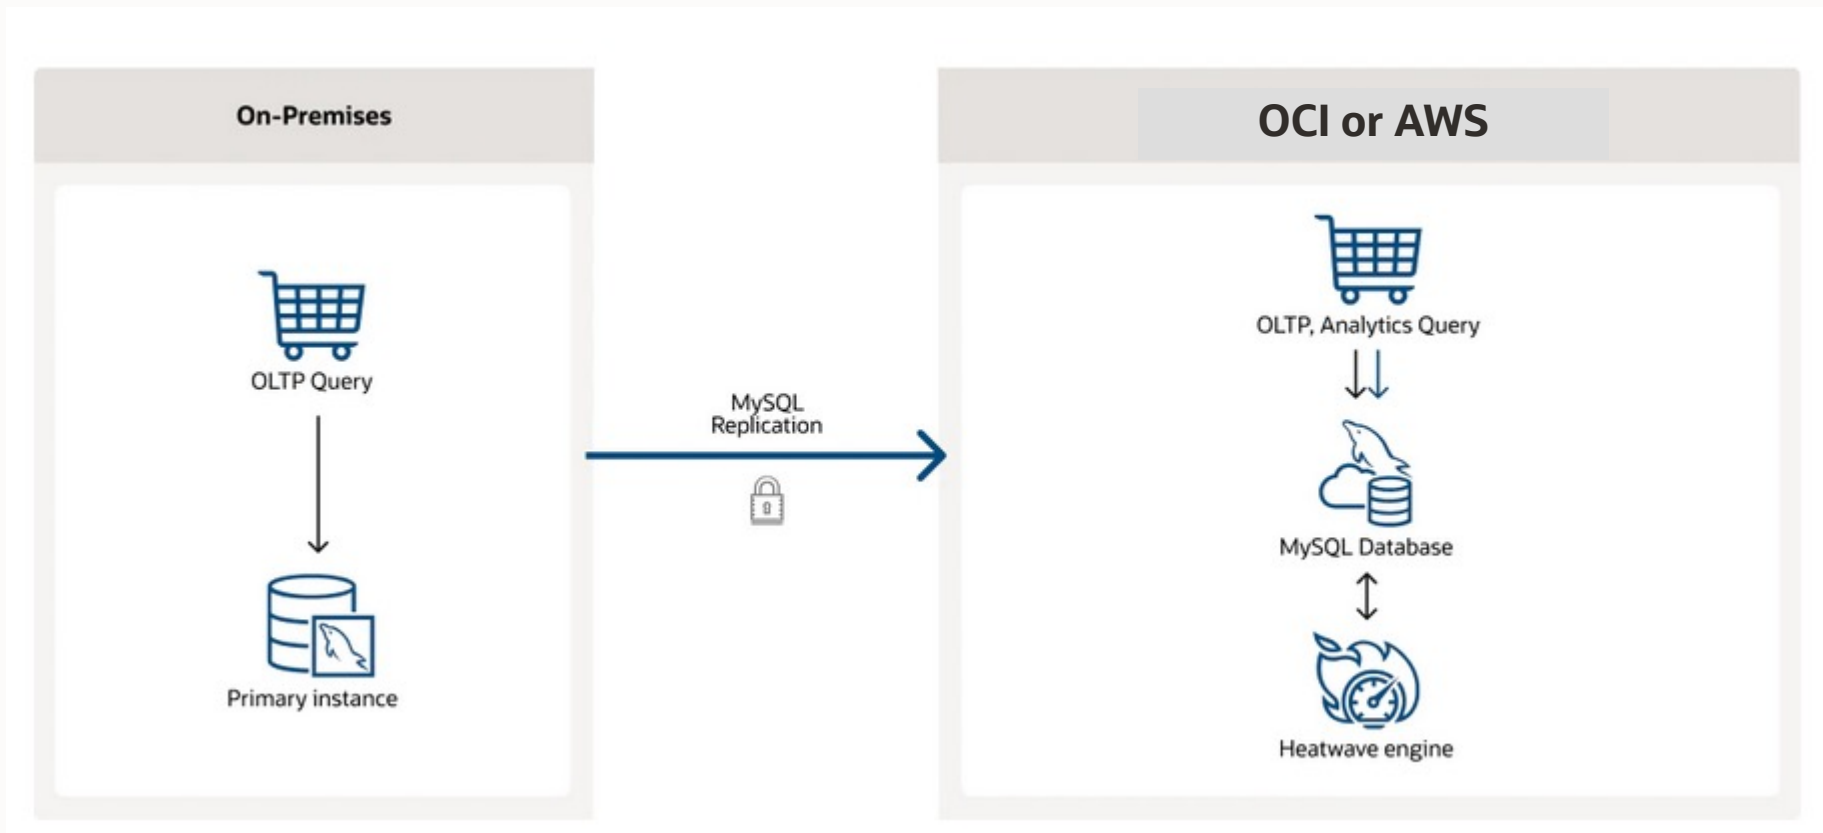 On-Premises
OLTP Query
Primary instance
MySQL
Replication
OCI or AWS
OLTP, Analytics Query
MySQL Database
Heatwave engine